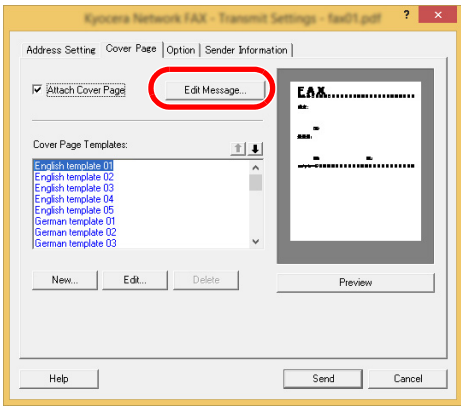 Kyocera Network FAX - Transmit Settings - fax01.pdf ? ×
Address Setting Cover Page Option Sender Information
Attach Cover Page Edit Message...
FAX
Cover Page Templates:
English template 01
English template 02
English template 03
English template 04
English template 05
German template 01
German template 02
German template 03
New... Edit... Delete Preview
Help Send Cancel